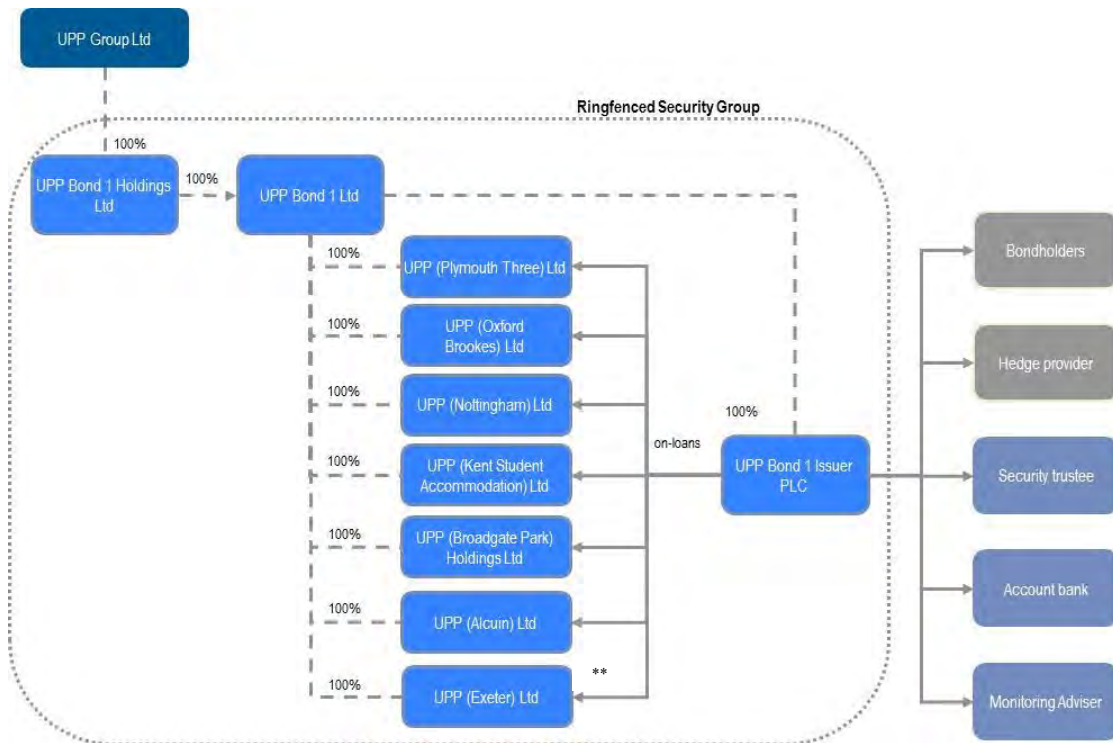 UPP Group Ltd
Ringfenced Security Group
100%
UPP Bond 1 Holdings
Ltd
100%
UPP Bond 1 Ltd
100%
UPP (Plymouth Three) Ltd
100%
UPP (Oxford
Brookes) Ltd
100%
UPP (Nottingham) Ltd
100%
UPP (Kent Student
Accommodation) Ltd
100%
UPP (Broadgate Park)
Holdings Ltd
100%
UPP (Alcuin) Ltd
100%
UPP (Exeter) Ltd
**
on-loans
100%
UPP Bond 1 Issuer
PLC
Bondholders
Hedge provider
Security trustee
Account bank
Monitoring Adviser